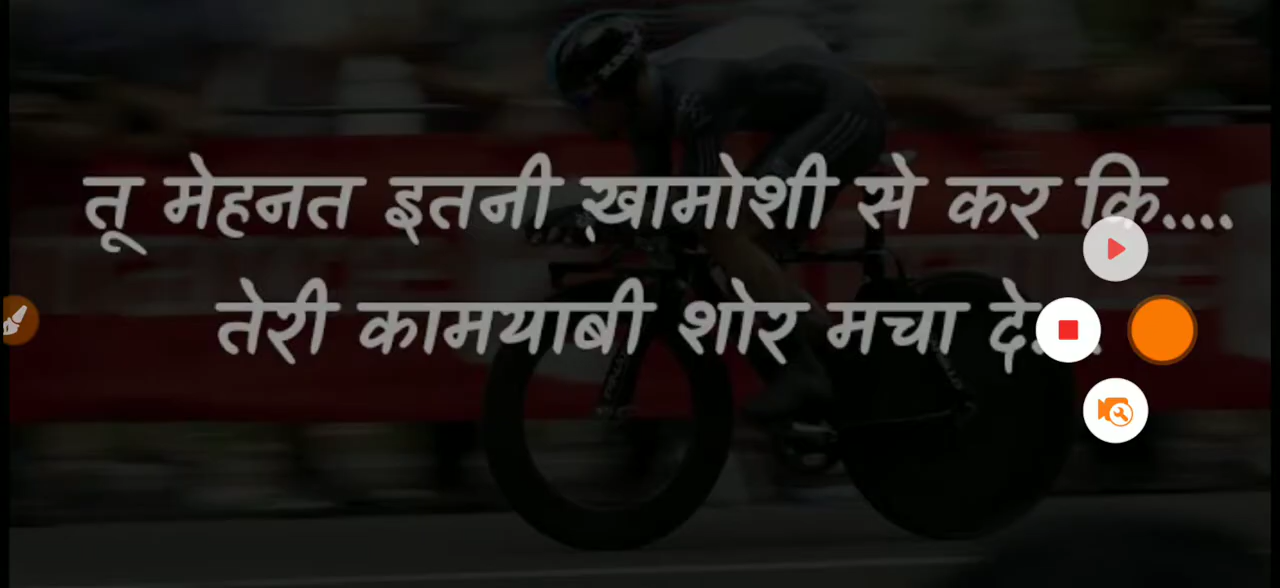 तू मेहनत इतनी ख़ामोशी से कर कि....
तेरी कामयाबी शोर मचा दे...